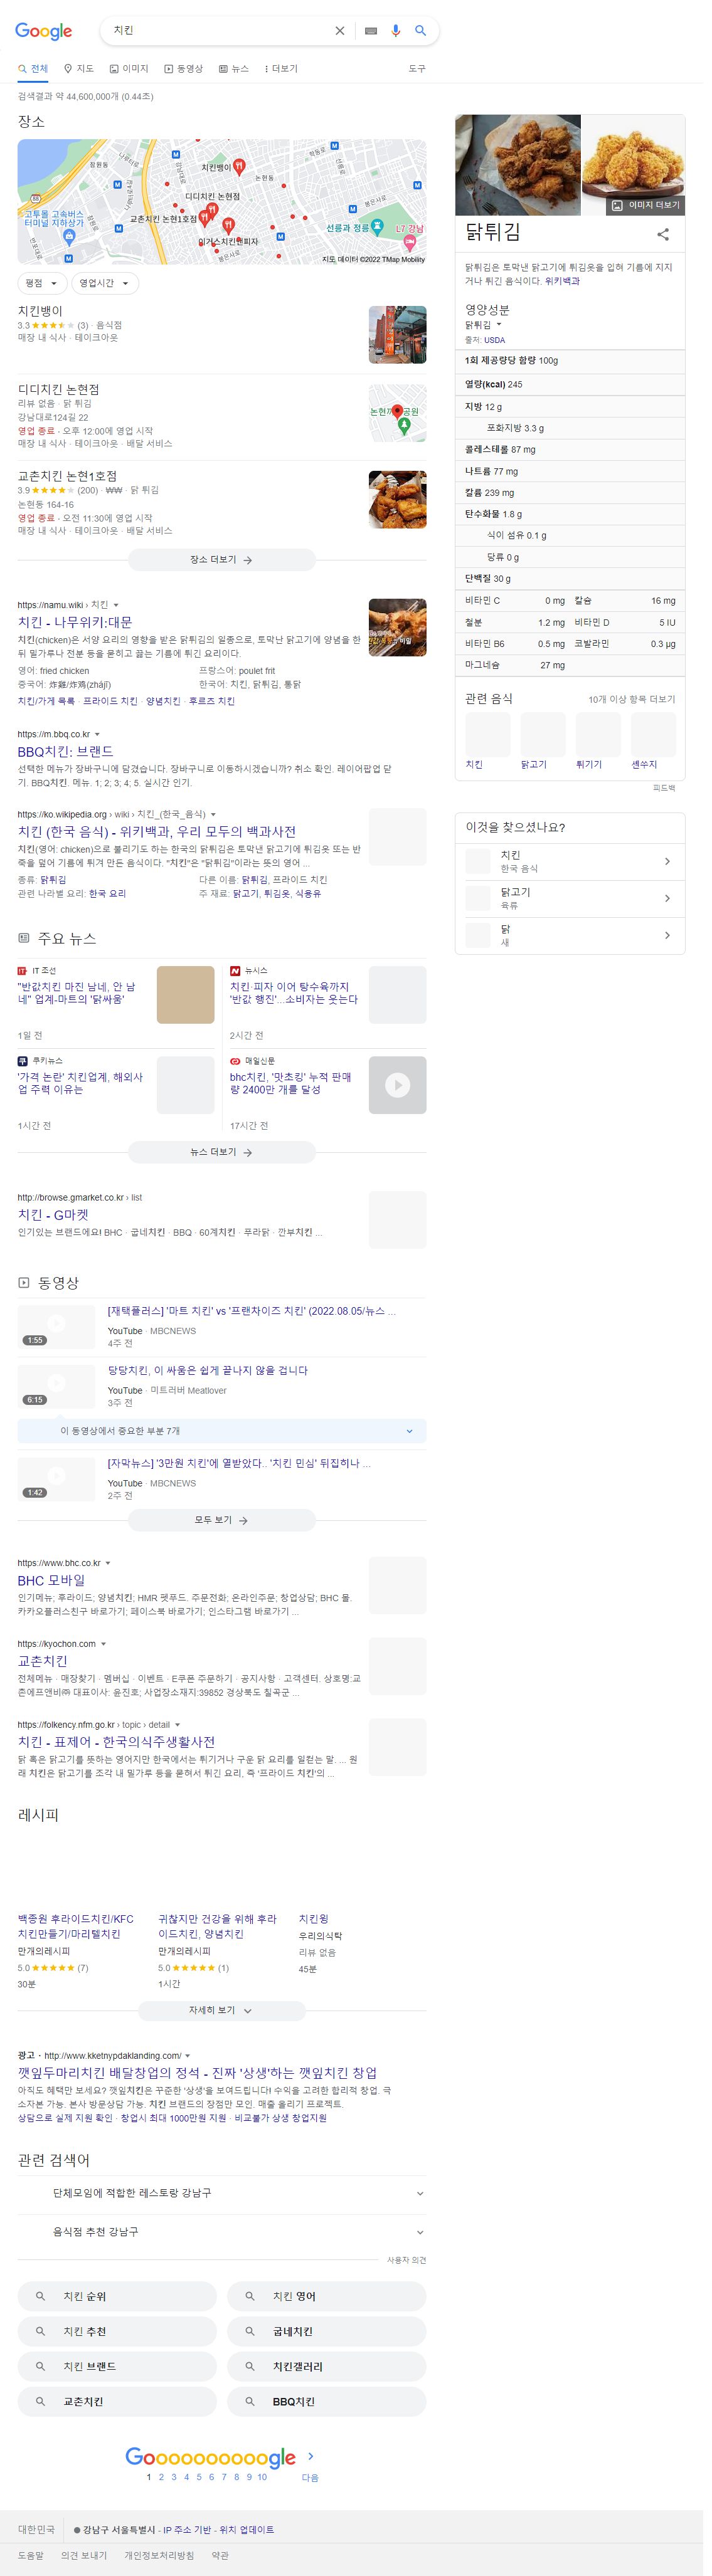 Google
치킨
전체
지도
이미지
동영상
뉴스
더보기
도구
검색결과 약 44,600,000개 (0.44초)
장소
치킨뱅이
논현동
디디치킨 논현점
교촌치킨 논현1호점
고투몰 고속버스
터미널 지하상가
선릉과 정릉
L7 강남
봉은사로
지도 데이터 ©2022 TMap Mobility
평점
영업시간
치킨뱅이
3.3 (3) · 음식점
매장 내 식사 · 테이크아웃
디디치킨 논현점
리뷰 없음 · 닭 튀김
강남대로124길 22
영업 종료 · 오후 12:00에 영업 시작
매장 내 식사 · 테이크아웃 · 배달 서비스
교촌치킨 논현1호점
3.9 (200) · ₩₩ · 닭 튀김
논현동 164-16
영업 종료 · 오전 11:30에 영업 시작
매장 내 식사 · 테이크아웃 · 배달 서비스
장소 더보기
https://namu.wiki › 치킨
치킨 - 나무위키:대문
치킨(chicken)은 서양 요리의 영향을 받은 닭튀김의 일종으로, 토막난 닭고기에 양념을 한
뒤 밀가루나 전분 등을 묻히고 끓는 기름에 튀긴 요리이다.
영어: fried chicken 프랑스어: poulet frit
중국어: 炸雞/炸鸡(zhájī) 한국어: 치킨, 닭튀김, 통닭
치킨/가게 목록 · 프라이드 치킨 · 양념치킨 · 후르츠 치킨
https://m.bbq.co.kr
BBQ치킨: 브랜드
선택한 메뉴가 장바구니에 담겼습니다. 장바구니로 이동하시겠습니까? 취소 확인. 레이어팝업 닫
기. BBQ치킨. 메뉴. 1; 2; 3; 4; 5. 실시간 인기.
https://ko.wikipedia.org › wiki › 치킨_(한국_음식)
치킨 (한국 음식) - 위키백과, 우리 모두의 백과사전
치킨(영어: chicken)으로 불리기도 하는 한국의 닭튀김은 토막낸 닭고기에 튀김옷 또는 반
죽을 덮어 기름에 튀겨 만든 음식이다. "치킨"은 "닭튀김"이라는 뜻의 영어 ...
종류: 닭튀김 다른 이름: 닭튀김, 프라이드 치킨
관련 나라별 요리: 한국 요리 주 재료: 닭고기, 튀김옷, 식용유
주요 뉴스
IT 조선
"반값치킨 마진 남네, 안 남
네" 업계-마트의 '닭싸움'
1일 전
뉴시스
치킨·피자 이어 탕수육까지
'반값 행진'...소비자는 웃는다
2시간 전
쿠키뉴스
'가격 논란' 치킨업계, 해외사
업 주력 이유는
1시간 전
매일신문
bhc치킨, '맛초킹' 누적 판매
량 2400만 개를 달성
17시간 전
뉴스 더보기
http://browse.gmarket.co.kr › list
치킨 - G마켓
인기있는 브랜드에요! BHC · 굽네치킨 · BBQ · 60계치킨 · 푸라닭 · 깐부치킨 ...
동영상
[재택플러스] '마트 치킨' vs '프랜차이즈 치킨' (2022.08.05/뉴스 ...
1:55
YouTube · MBCNEWS
4주 전
당당치킨, 이 싸움은 쉽게 끝나지 않을 겁니다
6:15
YouTube · 미트러버 Meatlover
3주 전
이 동영상에서 중요한 부분 7개
[자막뉴스] '3만원 치킨'에 열받았다.. '치킨 민심' 뒤집히나 ...
1:42
YouTube · MBCNEWS
2주 전
모두 보기
https://www.bhc.co.kr
BHC 모바일
인기메뉴; 후라이드; 양념치킨; HMR 펫푸드. 주문전화; 온라인주문; 창업상담; BHC 몰.
카카오플러스친구 바로가기; 페이스북 바로가기; 인스타그램 바로가기 ...
https://kyochon.com
교촌치킨
전체메뉴 · 매장찾기 · 멤버십 · 이벤트 · E쿠폰 주문하기 · 공지사항 · 고객센터. 상호명:교
촌에프앤비㈜ 대표이사: 윤진호; 사업장소재지:39852 경상북도 칠곡군 ...
https://folkency.nfm.go.kr › topic › detail
치킨 - 표제어 - 한국의식주생활사전
닭 혹은 닭고기를 뜻하는 영어지만 한국에서는 튀기거나 구운 닭 요리를 일컫는 말. ... 원
래 치킨은 닭고기를 조각 내 밀가루 등을 묻혀서 튀긴 요리, 즉 '프라이드 치킨'의 ...
레시피
백종원 후라이드치킨/KFC
치킨만들기/마리텔치킨
만개의레시피
5.0 (7)
30분
귀찮지만 건강을 위해 후라
이드치킨, 양념치킨
만개의레시피
5.0 (1)
1시간
치킨윙
우리의식탁
리뷰 없음
45분
자세히 보기
광고 · http://www.kketnypdaklanding.com/
깻잎두마리치킨 배달창업의 정석 - 진짜 '상생'하는 깻잎치킨 창업
아직도 혜택만 보세요? 깻잎치킨은 꾸준한 '상생'을 보여드립니다! 수익을 고려한 합리적 창업. 극
소자본 가능. 본사 방문상담 가능. 치킨 브랜드의 장점만 모인. 매출 올리기 프로젝트.
상담으로 실제 지원 확인 · 창업시 최대 1000만원 지원 · 비교불가 상생 창업지원
관련 검색어
단체모임에 적합한 레스토랑 강남구
음식점 추천 강남구
사용자 의견
치킨 순위
치킨 영어
치킨 추천
굽네치킨
치킨 브랜드
치킨갤러리
교촌치킨
BBQ치킨
Goooooooooogle
1 2 3 4 5 6 7 8 9 10 다음
대한민국
강남구 서울특별시 - IP 주소 기반 - 위치 업데이트
도움말 의견 보내기 개인정보처리방침 약관
이미지 더보기
닭튀김
닭튀김은 토막낸 닭고기에 튀김옷을 입혀 기름에 지지
거나 튀긴 음식이다. 위키백과
영양성분
닭튀김
출처: USDA
1회 제공량당 함량 100g
열량(kcal) 245
지방 12 g
포화지방 3.3 g
콜레스테롤 87 mg
나트륨 77 mg
칼륨 239 mg
탄수화물 1.8 g
식이 섬유 0.1 g
당류 0 g
단백질 30 g
비타민 C 0 mg 칼슘 16 mg
철분 1.2 mg 비타민 D 5 IU
비타민 B6 0.5 mg 코발라민 0.3 µg
마그네슘 27 mg
관련 음식
10개 이상 항목 더보기
치킨
닭고기
튀기기
센쑤지
피드백
이것을 찾으셨나요?
치킨
한국 음식
닭고기
육류
닭
새